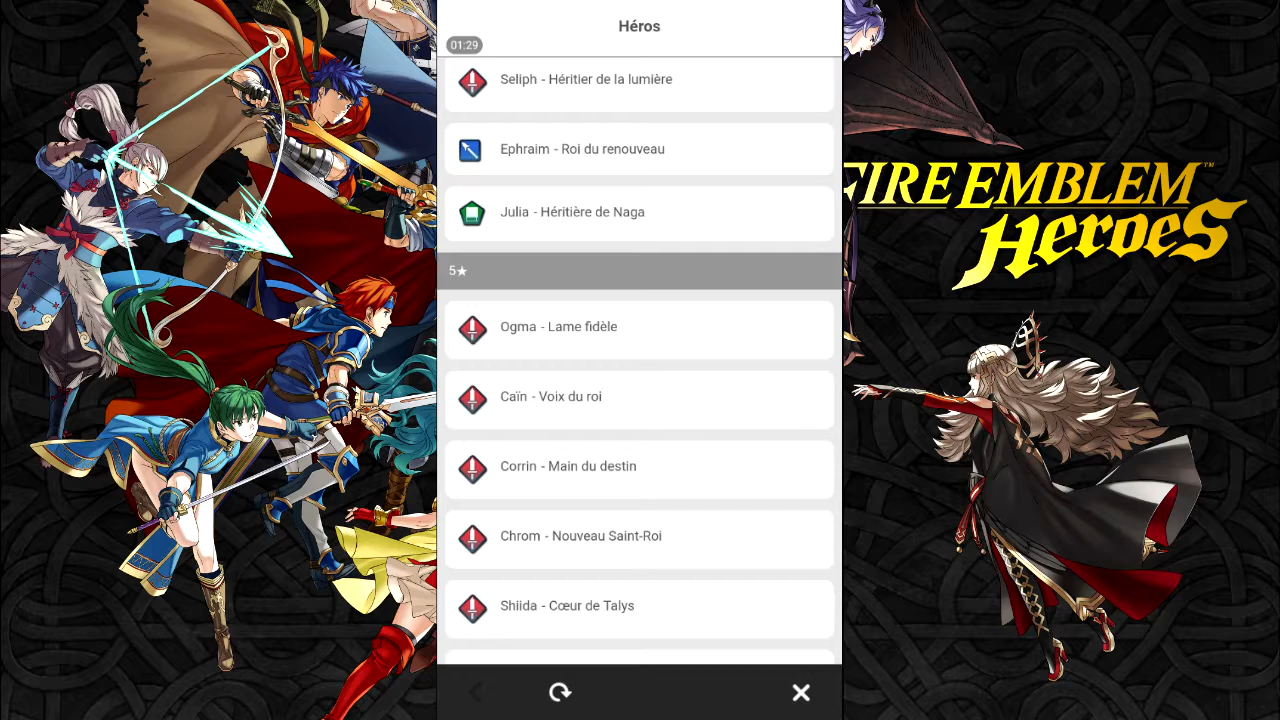 Héros
01:29
Seliph - Héritier de la lumière
Ephraim - Roi du renouveau
Julia - Héritière de Naga
5★
Ogma - Lame fidèle
Caïn - Voix du roi
Corrin - Main du destin
Chrom - Nouveau Saint-Roi
Shiida - Cœur de Talys
FIRE EMBLEM™
Heroes